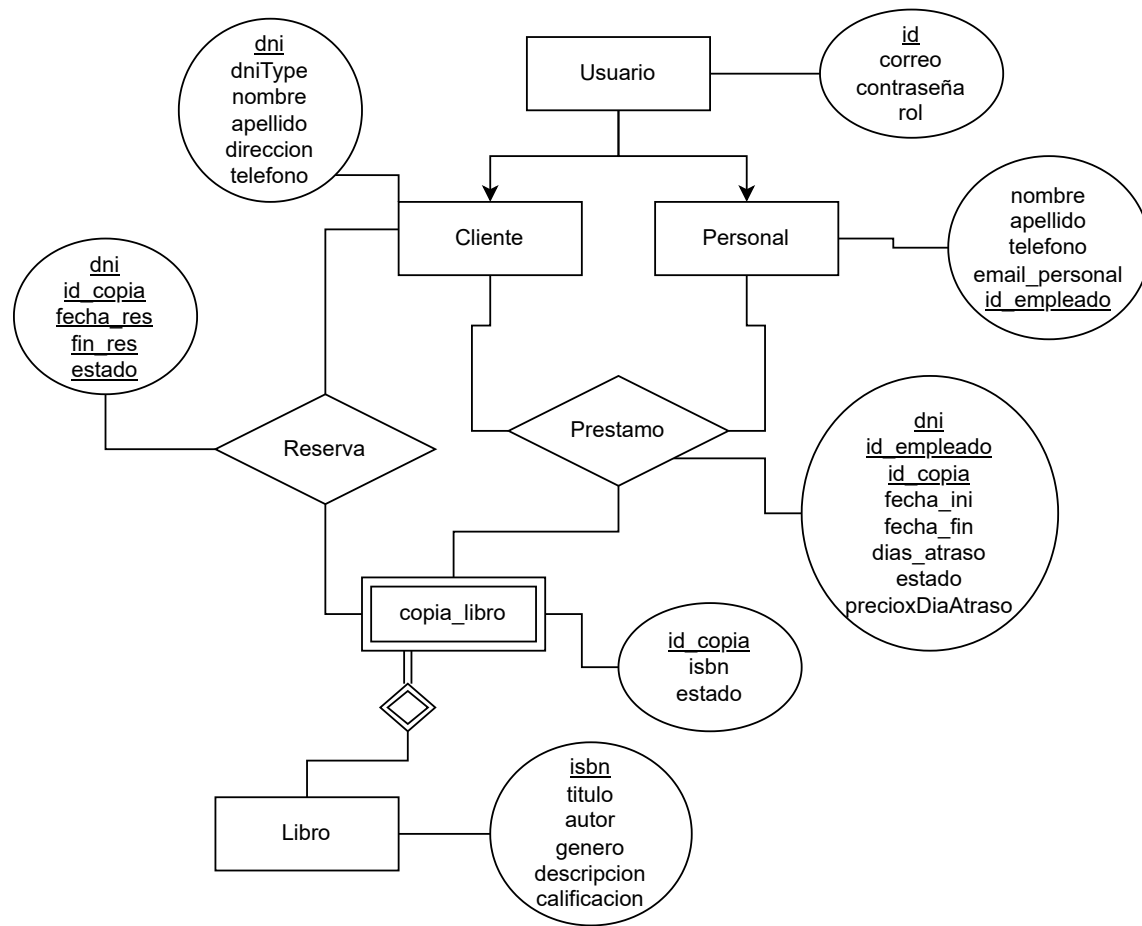 dni
dniType
nombre
apellido
direccion
telefono
Usuario
id
correo
contraseña
rol
Cliente
Personal
nombre
apellido
telefono
email_personal
id_empleado
dni
id_copia
fecha_res
fin_res
estado
Reserva
Prestamo
dni
id_empleado
id_copia
fecha_ini
fecha_fin
dias_atraso
estado
precioxDiaAtraso
copia_libro
id_copia
isbn
estado
Libro
isbn
titulo
autor
genero
descripcion
calificacion